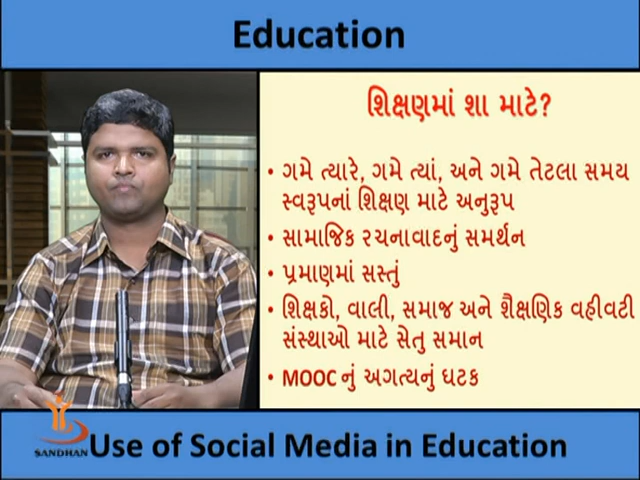 Education
શિક્ષણમાં શા માટે?
• ગમે ત્યારે, ગમે ત્યાં, અને ગમે તેટલા સમય
સ્વરૂપનાં શિક્ષણ માટે અનુરૂપ
• સામાજિક રચનાવાદનું સમર્થન
• પ્રમાણમાં સસ્તું
• શિક્ષકો, વાલી, સમાજ અને શૈક્ષણિક વહીવટી
સંસ્થાઓ માટે સેતુ સમાન
• MOOC નું અગત્યનું ઘટક
SANDHAN
Use of Social Media in Education